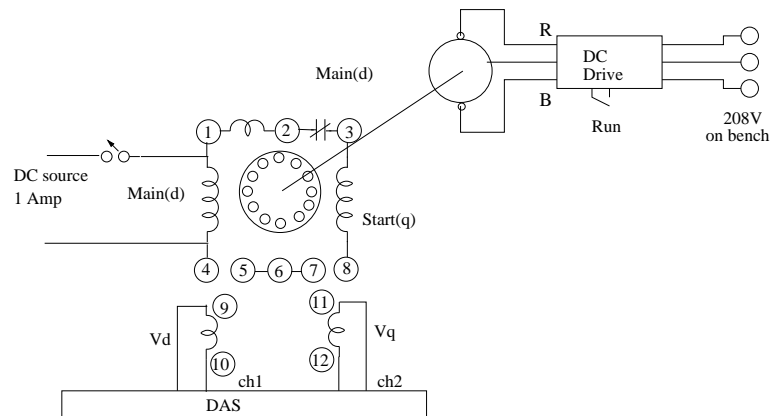 R
Main(d)
DC
Drive
B
Run
208V
on bench
1
2
3
DC source
1 Amp
Main(d)
Start(q)
4
5
6
7
8
9
11
Vd
Vq
10
12
ch1
ch2
DAS